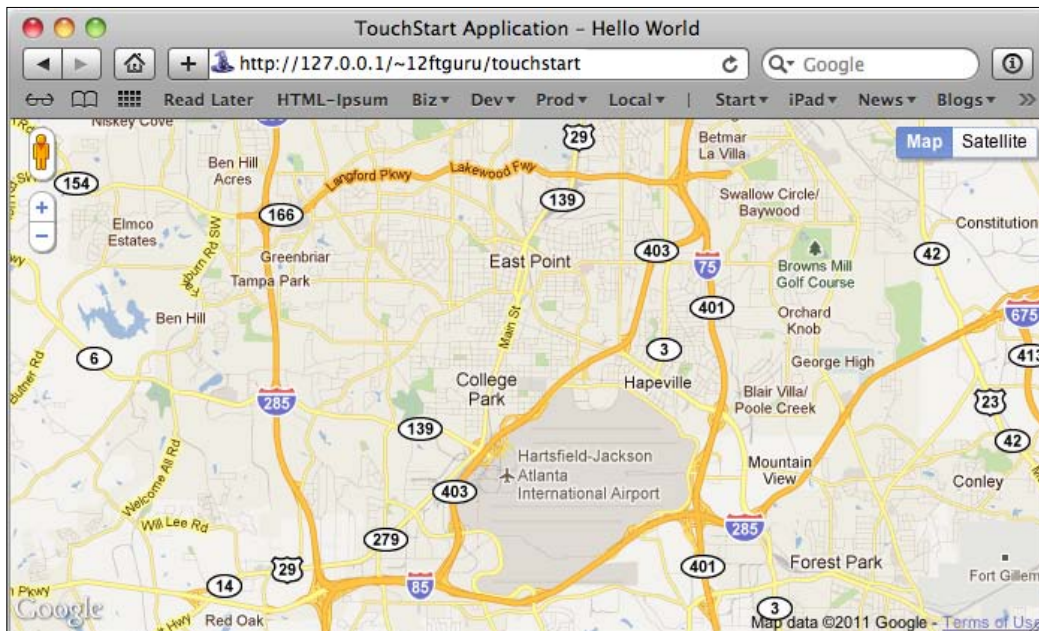 TouchStart Application – Hello World
http://127.0.0.1/~12ftguru/touchstart
Google
Read Later HTML-Ipsum Biz Dev Prod Local | Start iPad News Blogs
Niskey Cove
29
Betmar
La Villa
Map Satellite
154
Ben Hill
Acres
Langford Pkwy
Lakewood Fwy
139
Swallow Circle/
Baywood
166
Elmco
Estates
Constitution
403
42
Greenbriar
East Point
75
Browns Mill
Golf Course
Tampa Park
401
Ben Hill
Main St
Orchard
Knob
675
6
3
George High
413
College
Park
Hapeville
Blair Villa/
Poole Creek
285
23
139
42
Hartsfield-Jackson
Atlanta
International Airport
Mountain
View
Welcome All Rd
403
Conley
Will Lee Rd
279
285
Forest Park
29
401
14
85
Fort Gillem
Pkwy
Google
Red Oak
3
Map data ©2011 Google - Terms of Use